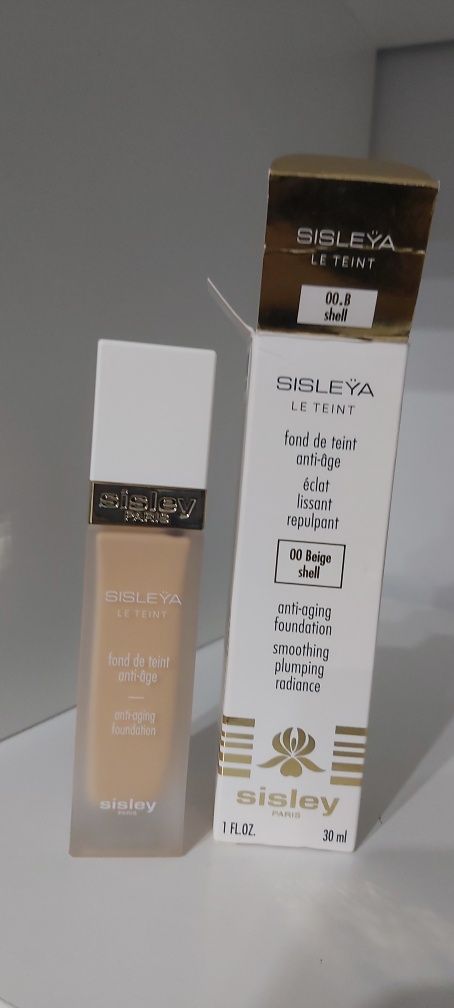 SISLEŸA
LE TEINT
00.B
shell
SISLEŸA
LE TEINT
fond de teint
anti-âge
éclat
lissant
repulpant
00 Beige
shell
anti-aging
foundation
smoothing
plumping
radiance
sisley
PARIS
1 FL.OZ.
30 ml
sisley
PARIS
SISLEŸA
LE TEINT
fond de teint
anti-âge
anti-aging
foundation
sisley
PARIS